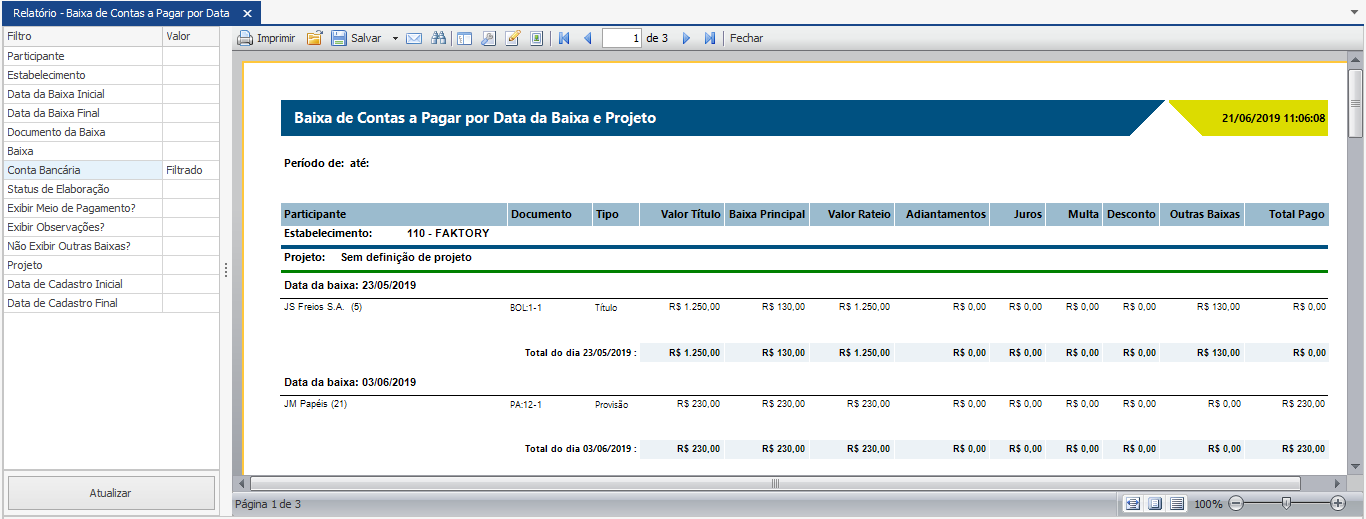 Relatório - Baixa de Contas a Pagar por Data
Filtro Valor
Participante
Estabelecimento
Data da Baixa Inicial
Data da Baixa Final
Documento da Baixa
Baixa
Conta Bancária Filtrado
Status de Elaboração
Exibir Meio de Pagamento?
Exibir Observações?
Não Exibir Outras Baixas?
Projeto
Data de Cadastro Inicial
Data de Cadastro Final
Atualizar
Imprimir Salvar 1 de 3 Fechar
Baixa de Contas a Pagar por Data da Baixa e Projeto 21/06/2019 11:06:08
Período de: até:
Participante Documento Tipo Valor Título Baixa Principal Valor Rateio Adiantamentos Juros Multa Desconto Outras Baixas Total Pago
Estabelecimento: 110 - FAKTORY
Projeto: Sem definição de projeto
Data da baixa: 23/05/2019
JS Freios S.A. (5) BOL:1-1 Título R$ 1.250,00 R$ 130,00 R$ 1.250,00 R$ 0,00 R$ 0,00 R$ 0,00 R$ 0,00 R$ 130,00 R$ 0,00
Total do dia 23/05/2019 : R$ 1.250,00 R$ 130,00 R$ 1.250,00 R$ 0,00 R$ 0,00 R$ 0,00 R$ 0,00 R$ 130,00 R$ 0,00
Data da baixa: 03/06/2019
JM Papéis (21) PA:12-1 Provisão R$ 230,00 R$ 230,00 R$ 230,00 R$ 0,00 R$ 0,00 R$ 0,00 R$ 0,00 R$ 0,00 R$ 230,00
Total do dia 03/06/2019 : R$ 230,00 R$ 230,00 R$ 230,00 R$ 0,00 R$ 0,00 R$ 0,00 R$ 0,00 R$ 0,00 R$ 230,00
Página 1 de 3 100%